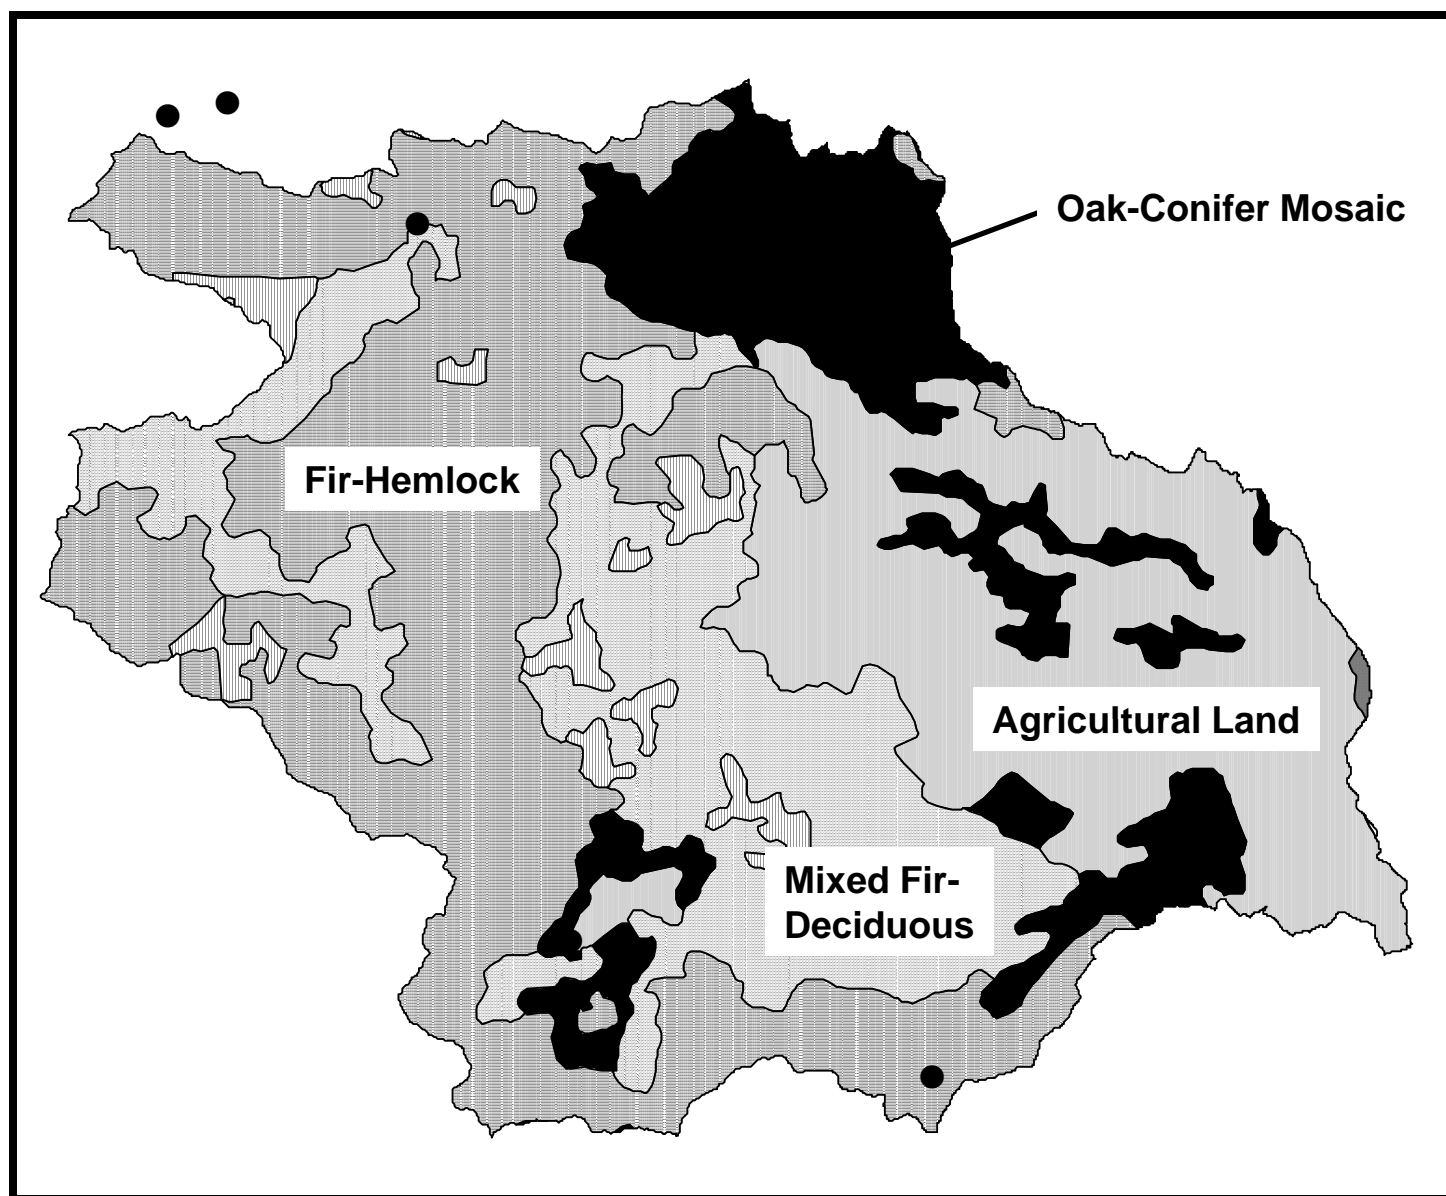 Oak-Conifer Mosaic
Fir-Hemlock
Agricultural Land
Mixed Fir-
Deciduous